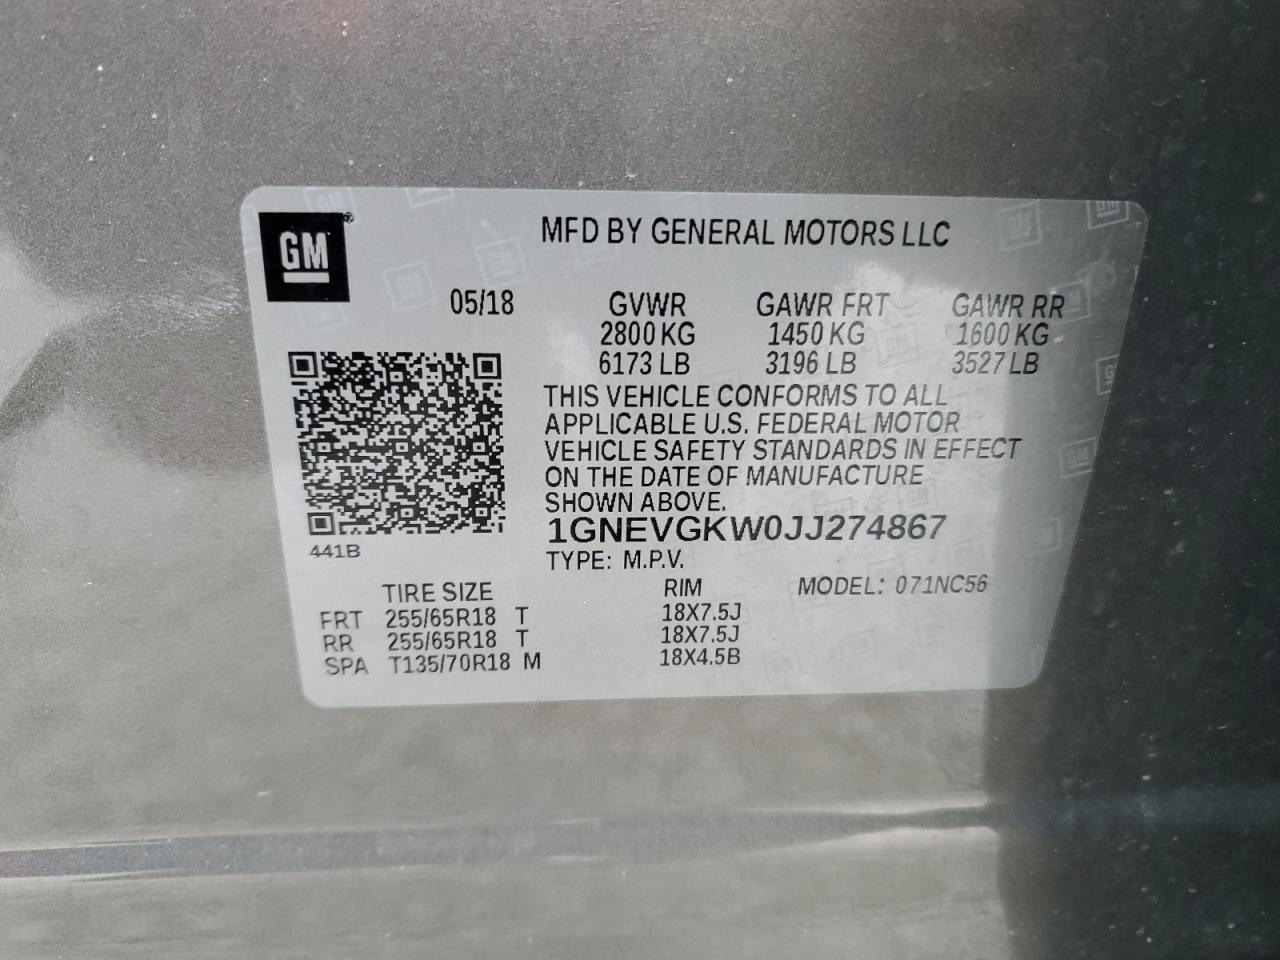 GM®
MFD BY GENERAL MOTORS LLC
05/18 GVWR GAWR FRT GAWR RR
2800 KG 1450 KG 1600 KG
6173 LB 3196 LB 3527 LB
THIS VEHICLE CONFORMS TO ALL
APPLICABLE U.S. FEDERAL MOTOR
VEHICLE SAFETY STANDARDS IN EFFECT
ON THE DATE OF MANUFACTURE
SHOWN ABOVE.
1GNEVGKW0JJ274867
441B
TYPE: M.P.V.
TIRE SIZE RIM MODEL: 071NC56
FRT 255/65R18 T 18X7.5J
RR 255/65R18 T 18X7.5J
SPA T135/70R18 M 18X4.5B